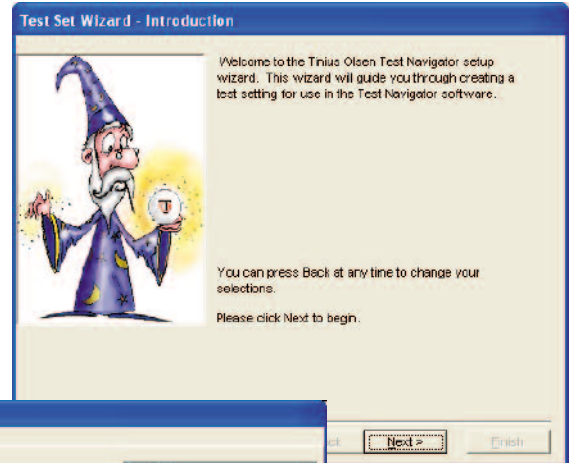 Test Set Wizard - Introduction
Welcome to the Tinius Olsen Test Navigator setup
wizard. This wizard will guide you through creating a
test setting for use in the Test Navigator software.
T
You can press Back at any time to change your
selections.
Please click Next to begin.
Next >
Finish